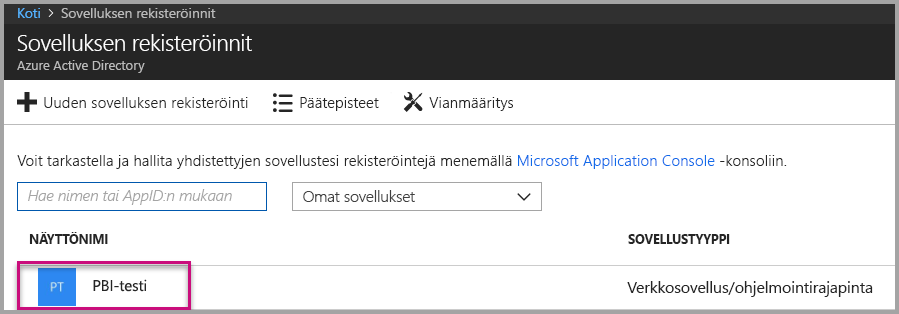 Koti > Sovelluksen rekisteröinnit
Sovelluksen rekisteröinnit
Azure Active Directory
Uuden sovelluksen rekisteröinti Päätepisteet Vianmääritys
Voit tarkastella ja hallita yhdistettyjen sovellustesi rekisteröintejä menemällä Microsoft Application Console -konsoliin.
Hae nimen tai AppID:n mukaan Omat sovellukset
NÄYTTÖNIMI SOVELLUSTYYPPI
PT PBI-testi Verkkosovellus/ohjelmointirajapinta